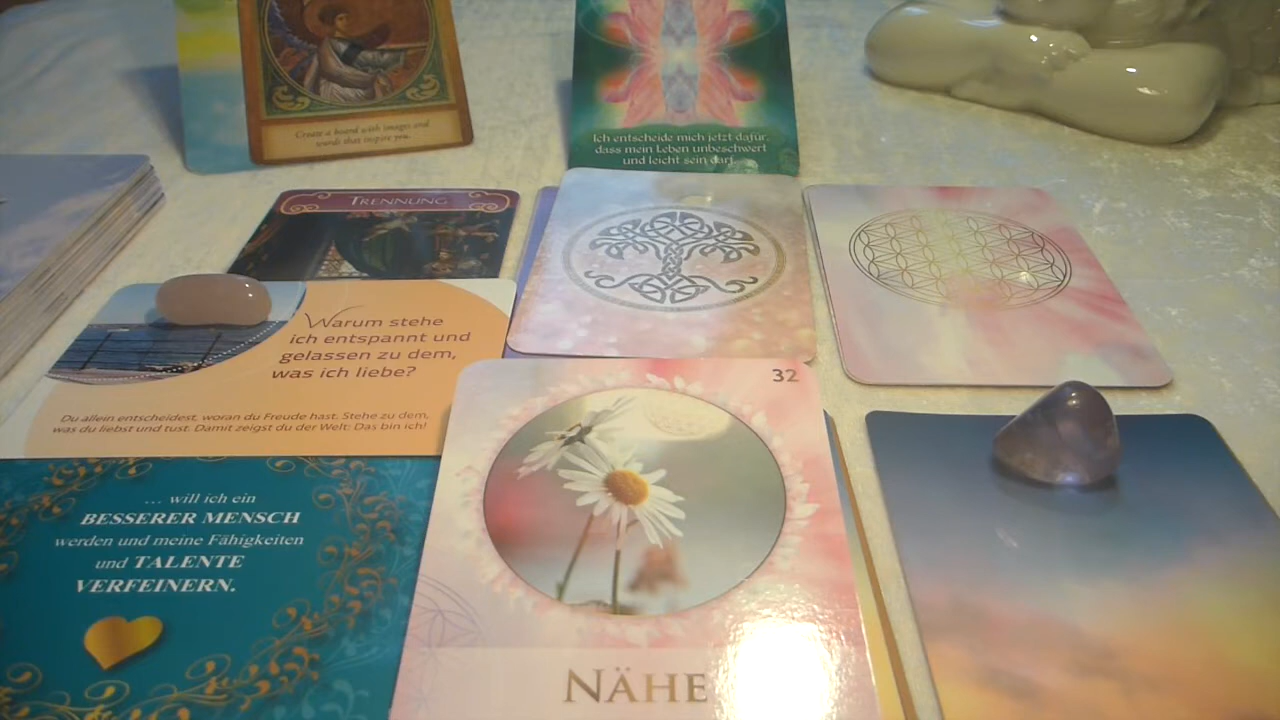 Create a board with images and
words that inspire you.
Ich entscheide mich jetzt dafür,
dass mein Leben unbeschwert
und leicht sein darf.
TRENNUNG
Warum stehe
ich entspannt und
gelassen zu dem,
was ich liebe?
Du allein entscheidest, woran du Freude hast. Stehe zu dem,
was du liebst und tust. Damit zeigst du der Welt: Das bin ich!
... will ich ein
BESSERER MENSCH
werden und meine Fähigkeiten
und TALENTE
VERFEINERN.
32
NÄHE